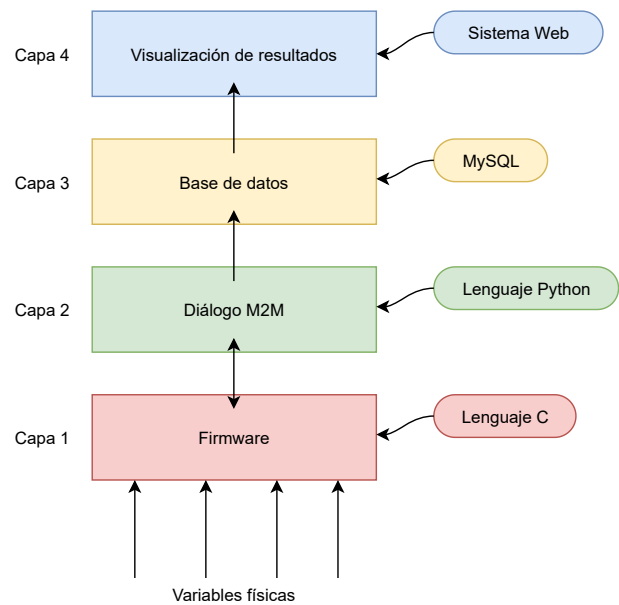 Capa 4
Visualización de resultados
Sistema Web
Capa 3
Base de datos
MySQL
Capa 2
Diálogo M2M
Lenguaje Python
Capa 1
Firmware
Lenguaje C
Variables físicas